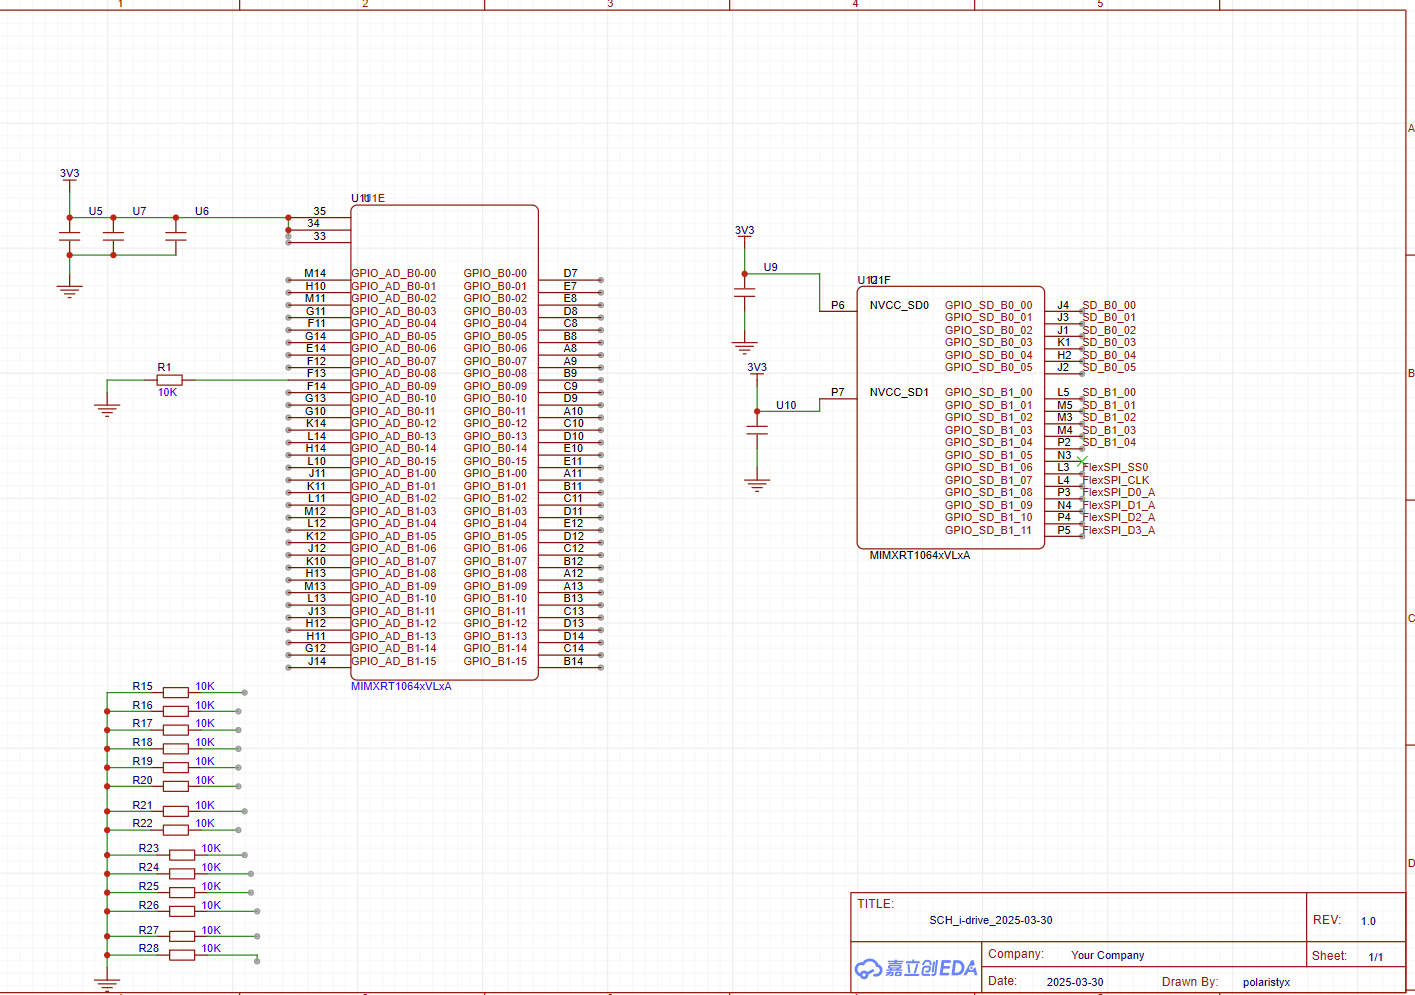 1 2 3 4 5
A
B
C
D
3V3
U5 U7 U6
U11E
35
34
33
M14 GPIO_AD_B0-00 GPIO_B0-00 D7
H10 GPIO_AD_B0-01 GPIO_B0-01 E7
M11 GPIO_AD_B0-02 GPIO_B0-02 E8
G11 GPIO_AD_B0-03 GPIO_B0-03 D8
F11 GPIO_AD_B0-04 GPIO_B0-04 C8
G14 GPIO_AD_B0-05 GPIO_B0-05 B8
E14 GPIO_AD_B0-06 GPIO_B0-06 A8
F12 GPIO_AD_B0-07 GPIO_B0-07 A9
F13 GPIO_AD_B0-08 GPIO_B0-08 B9
F14 GPIO_AD_B0-09 GPIO_B0-09 C9
G13 GPIO_AD_B0-10 GPIO_B0-10 D9
G10 GPIO_AD_B0-11 GPIO_B0-11 A10
K14 GPIO_AD_B0-12 GPIO_B0-12 C10
L14 GPIO_AD_B0-13 GPIO_B0-13 D10
H14 GPIO_AD_B0-14 GPIO_B0-14 E10
L10 GPIO_AD_B0-15 GPIO_B0-15 E11
J11 GPIO_AD_B1-00 GPIO_B1-00 A11
K11 GPIO_AD_B1-01 GPIO_B1-01 B11
L11 GPIO_AD_B1-02 GPIO_B1-02 C11
M12 GPIO_AD_B1-03 GPIO_B1-03 D11
L12 GPIO_AD_B1-04 GPIO_B1-04 E12
K12 GPIO_AD_B1-05 GPIO_B1-05 D12
J12 GPIO_AD_B1-06 GPIO_B1-06 C12
K10 GPIO_AD_B1-07 GPIO_B1-07 B12
H13 GPIO_AD_B1-08 GPIO_B1-08 A12
M13 GPIO_AD_B1-09 GPIO_B1-09 A13
L13 GPIO_AD_B1-10 GPIO_B1-10 B13
J13 GPIO_AD_B1-11 GPIO_B1-11 C13
H12 GPIO_AD_B1-12 GPIO_B1-12 D13
H11 GPIO_AD_B1-13 GPIO_B1-13 D14
G12 GPIO_AD_B1-14 GPIO_B1-14 C14
J14 GPIO_AD_B1-15 GPIO_B1-15 B14
MIMXRT1064xVLxA
R1
10K
R15 10K
R16 10K
R17 10K
R18 10K
R19 10K
R20 10K
R21 10K
R22 10K
R23 10K
R24 10K
R25 10K
R26 10K
R27 10K
R28 10K
3V3
U9
3V3
U10
P6 NVCC_SD0
P7 NVCC_SD1
GPIO_SD_B0_00 J4 SD_B0_00
GPIO_SD_B0_01 J3 SD_B0_01
GPIO_SD_B0_02 J1 SD_B0_02
GPIO_SD_B0_03 K1 SD_B0_03
GPIO_SD_B0_04 H2 SD_B0_04
GPIO_SD_B0_05 J2 SD_B0_05
GPIO_SD_B1_00 L5 SD_B1_00
GPIO_SD_B1_01 M5 SD_B1_01
GPIO_SD_B1_02 M3 SD_B1_02
GPIO_SD_B1_03 M4 SD_B1_03
GPIO_SD_B1_04 P2 SD_B1_04
GPIO_SD_B1_05 N3
GPIO_SD_B1_06 L3 FlexSPI_SS0
GPIO_SD_B1_07 L4 FlexSPI_CLK
GPIO_SD_B1_08 P3 FlexSPI_D0_A
GPIO_SD_B1_09 N4 FlexSPI_D1_A
GPIO_SD_B1_10 P4 FlexSPI_D2_A
GPIO_SD_B1_11 P5 FlexSPI_D3_A
MIMXRT1064xVLxA
TITLE:
SCH_i-drive_2025-03-30
REV: 1.0
嘉立创EDA
Company: Your Company
Sheet: 1/1
Date: 2025-03-30 Drawn By: polaristyx